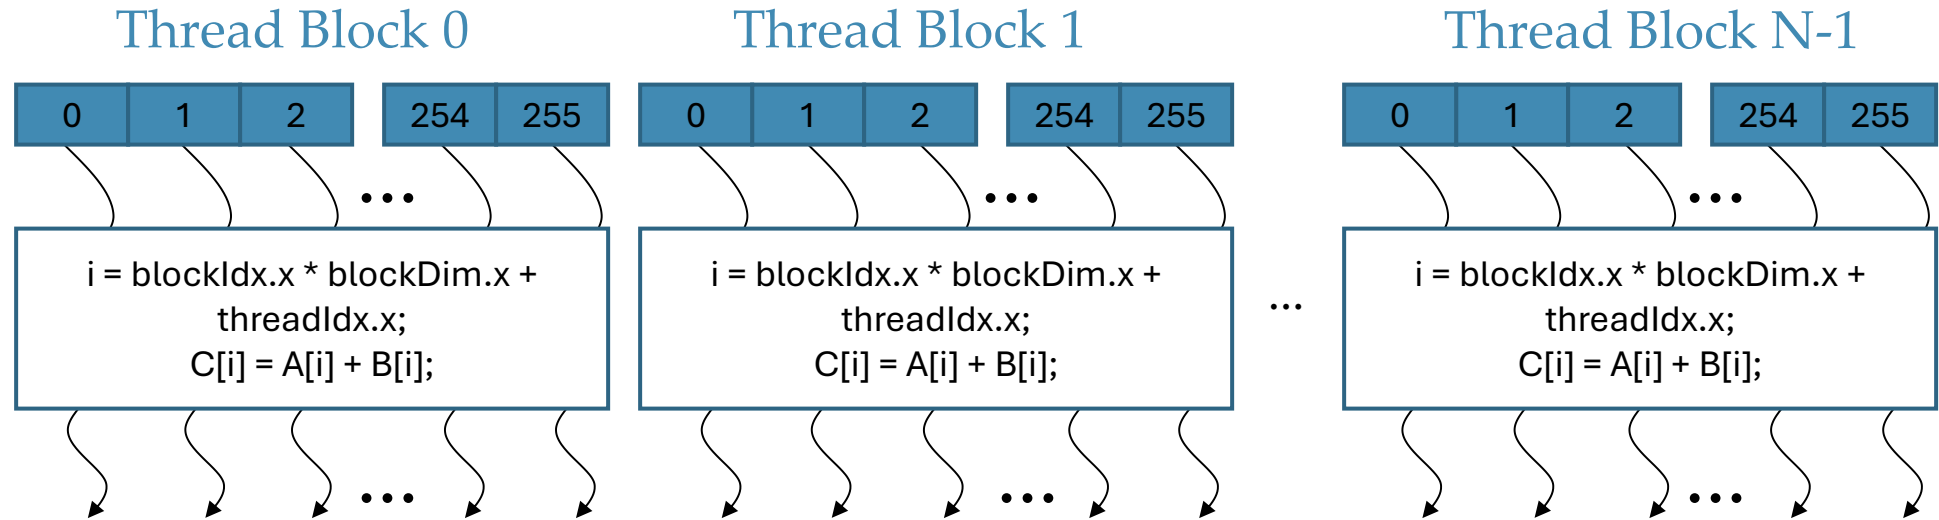 Thread Block 0
0 1 2 254 255
...
i = blockIdx.x * blockDim.x +
threadIdx.x;
C[i] = A[i] + B[i];
...
Thread Block 1
0 1 2 254 255
...
i = blockIdx.x * blockDim.x +
threadIdx.x;
C[i] = A[i] + B[i];
...
...
Thread Block N-1
0 1 2 254 255
...
i = blockIdx.x * blockDim.x +
threadIdx.x;
C[i] = A[i] + B[i];
...